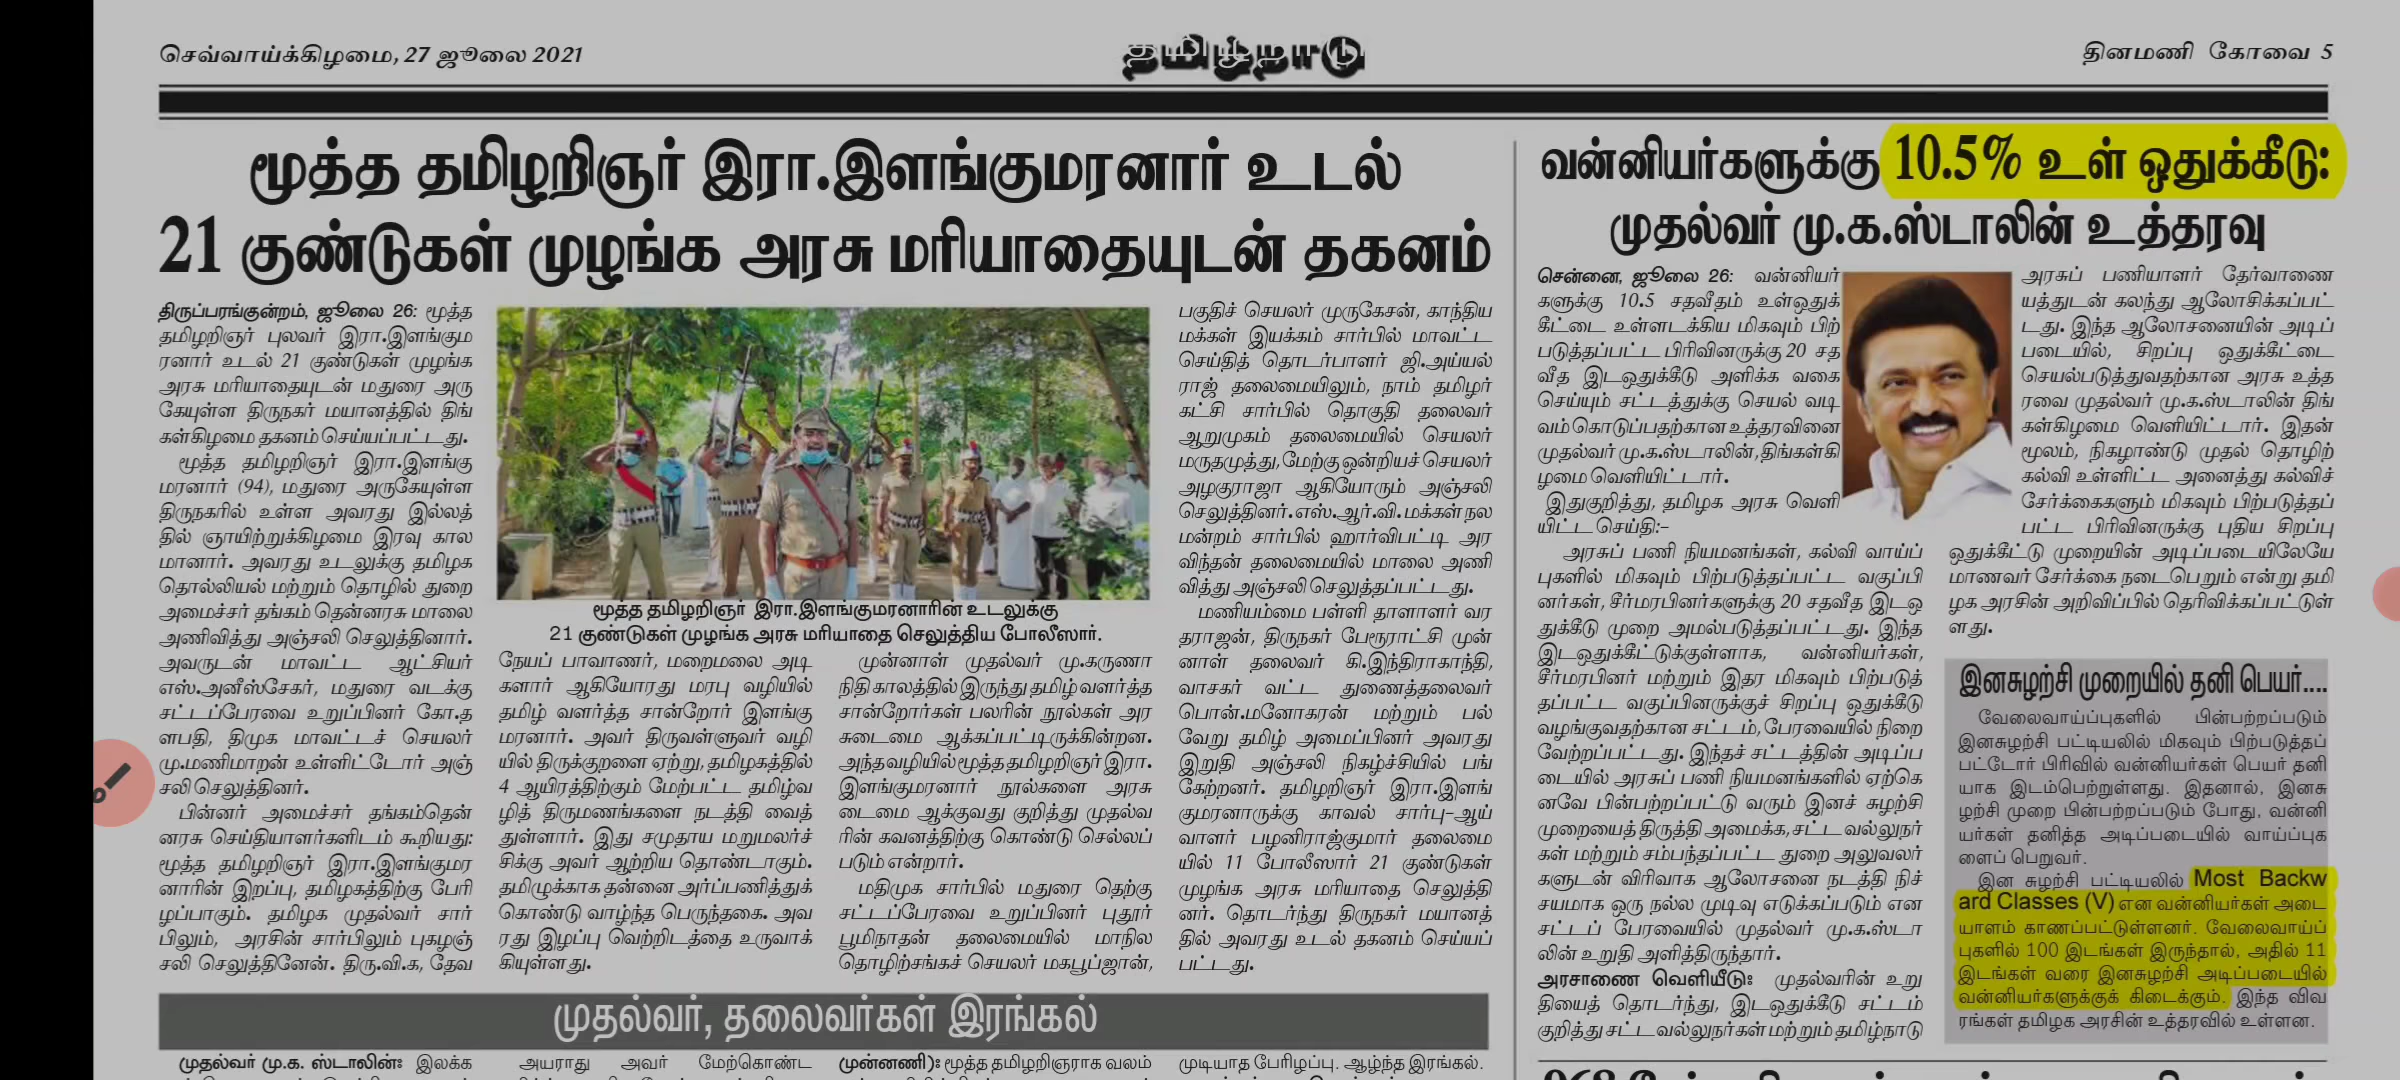 செவ்வாய்க்கிழமை, 27 ஜூலை 2021
தமிழ்நாடு
தினமணி கோவை 5
மூத்த தமிழறிஞர் இரா.இளங்குமரனார் உடல்
21 குண்டுகள் முழங்க அரசு மரியாதையுடன் தகனம்
திருப்பரங்குன்றம், ஜூலை 26: மூத்த
தமிழறிஞர் புலவர் இரா.இளங்கும
ரனார் உடல் 21 குண்டுகள் முழங்க
அரசு மரியாதையுடன் மதுரை அரு
கேயுள்ள திருநகர் மயானத்தில் திங்
கள்கிழமை தகனம் செய்யப்பட்டது.
மூத்த தமிழறிஞர் இரா.இளங்கு
மரனார் (94), மதுரை அருகேயுள்ள
திருநகரில் உள்ள அவரது இல்லத்
தில் ஞாயிற்றுக்கிழமை இரவு கால
மானார். அவரது உடலுக்கு தமிழக
தொல்லியல் மற்றும் தொழில் துறை
அமைச்சர் தங்கம் தென்னரசு மாலை
அணிவித்து அஞ்சலி செலுத்தினார்.
அவருடன் மாவட்ட ஆட்சியர்
எஸ்.அனீஸ்சேகர், மதுரை வடக்கு
சட்டப்பேரவை உறுப்பினர் கோ.த
ளபதி, திமுக மாவட்டச் செயலர்
மு.மணிமாறன் உள்ளிட்டோர் அஞ்
சலி செலுத்தினர்.
பின்னர் அமைச்சர் தங்கம்தென்
னரசு செய்தியாளர்களிடம் கூறியது:
மூத்த தமிழறிஞர் இரா.இளங்குமர
னாரின் இறப்பு, தமிழகத்திற்கு பேரி
ழப்பாகும். தமிழக முதல்வர் சார்
பிலும், அரசின் சார்பிலும் புகழஞ்
சலி செலுத்தினேன். திரு.வி.க, தேவ
மூத்த தமிழறிஞர் இரா.இளங்குமரனாரின் உடலுக்கு
21 குண்டுகள் முழங்க அரசு மரியாதை செலுத்திய போலீஸார்.
நேயப் பாவாணர், மறைமலை அடி
களார் ஆகியோரது மரபு வழியில்
தமிழ் வளர்த்த சான்றோர் இளங்கு
மரனார். அவர் திருவள்ளுவர் வழி
யில் திருக்குறளை ஏற்று, தமிழகத்தில்
4 ஆயிரத்திற்கும் மேற்பட்ட தமிழ்வ
ழித் திருமணங்களை நடத்தி வைத்
துள்ளார். இது சமுதாய மறுமலர்ச்
சிக்கு அவர் ஆற்றிய தொண்டாகும்.
தமிழுக்காக தன்னை அர்ப்பணித்துக்
கொண்டு வாழ்ந்த பெருந்தகை. அவ
ரது இழப்பு வெற்றிடத்தை உருவாக்
கியுள்ளது.
முன்னாள் முதல்வர் மு.கருணா
நிதி காலத்தில் இருந்து தமிழ் வளர்த்த
சான்றோர்கள் பலரின் நூல்கள் அர
சுடைமை ஆக்கப்பட்டிருக்கின்றன.
அந்த வழியில் மூத்த தமிழறிஞர் இரா.
இளங்குமரனார் நூல்களை அரசு
டைமை ஆக்குவது குறித்து முதல்வ
ரின் கவனத்திற்கு கொண்டு செல்லப்
படும் என்றார்.
மதிமுக சார்பில் மதுரை தெற்கு
சட்டப்பேரவை உறுப்பினர் புதூர்
பூமிநாதன் தலைமையில் மாநில
தொழிற்சங்கச் செயலர் மகபூப்ஜான்,
பகுதிச் செயலர் முருகேசன், காந்திய
மக்கள் இயக்கம் சார்பில் மாவட்ட
செய்தித் தொடர்பாளர் ஜி.அய்யல்
ராஜ் தலைமையிலும், நாம் தமிழர்
கட்சி சார்பில் தொகுதி தலைவர்
ஆறுமுகம் தலைமையில் செயலர்
மருதமுத்து, மேற்கு ஒன்றியச் செயலர்
அழகுராஜா ஆகியோரும் அஞ்சலி
செலுத்தினர். எஸ்.ஆர்.வி. மக்கள் நல
மன்றம் சார்பில் ஹார்விபட்டி அர
விந்தன் தலைமையில் மாலை அணி
வித்து அஞ்சலி செலுத்தப்பட்டது.
மணியம்மை பள்ளி தாளாளர் வர
தராஜன், திருநகர் பேரூராட்சி முன்
னாள் தலைவர் கி.இந்திராகாந்தி,
வாசகர் வட்ட துணைத்தலைவர்
பொன்.மனோகரன் மற்றும் பல்
வேறு தமிழ் அமைப்பினர் அவரது
இறுதி அஞ்சலி நிகழ்ச்சியில் பங்
கேற்றனர். தமிழறிஞர் இரா.இளங்
குமரனாருக்கு காவல் சார்பு-ஆய்
வாளர் பழனிராஜ்குமார் தலைமை
யில் 11 போலீஸார் 21 குண்டுகள்
முழங்க அரசு மரியாதை செலுத்தி
னர். தொடர்ந்து திருநகர் மயானத்
தில் அவரது உடல் தகனம் செய்யப்
பட்டது.
முதல்வர், தலைவர்கள் இரங்கல்
முதல்வர் மு.க. ஸ்டாலின்: இலக்க
அயராது அவர் மேற்கொண்ட
முன்னணி): மூத்த தமிழறிஞராக வலம்
முடியாத பேரிழப்பு. ஆழ்ந்த இரங்கல்.
வன்னியர்களுக்கு 10.5% உள் ஒதுக்கீடு:
முதல்வர் மு.க.ஸ்டாலின் உத்தரவு
சென்னை, ஜூலை 26: வன்னியர்
களுக்கு 10.5 சதவீதம் உள்ஒதுக்
கீட்டை உள்ளடக்கிய மிகவும் பிற்
படுத்தப்பட்ட பிரிவினருக்கு 20 சத
வீத இடஒதுக்கீடு அளிக்க வகை
செய்யும் சட்டத்துக்கு செயல் வடி
வம் கொடுப்பதற்கான உத்தரவினை
முதல்வர் மு.க.ஸ்டாலின், திங்கள்கி
ழமை வெளியிட்டார்.
இதுகுறித்து, தமிழக அரசு வெளி
யிட்ட செய்தி:-
அரசுப் பணி நியமனங்கள், கல்வி வாய்ப்
புகளில் மிகவும் பிற்படுத்தப்பட்ட வகுப்பி
னர்கள், சீர்மரபினர்களுக்கு 20 சதவீத இடஒ
துக்கீடு முறை அமல்படுத்தப்பட்டது. இந்த
இடஒதுக்கீட்டுக்குள்ளாக, வன்னியர்கள்,
சீர்மரபினர் மற்றும் இதர மிகவும் பிற்படுத்
தப்பட்ட வகுப்பினருக்குச் சிறப்பு ஒதுக்கீடு
வழங்குவதற்கான சட்டம், பேரவையில் நிறை
வேற்றப்பட்டது. இந்தச் சட்டத்தின் அடிப்ப
டையில் அரசுப் பணி நியமனங்களில் ஏற்கெ
னவே பின்பற்றப்பட்டு வரும் இனச் சுழற்சி
முறையைத் திருத்தி அமைக்க, சட்ட வல்லுநர்
கள் மற்றும் சம்பந்தப்பட்ட துறை அலுவலர்
களுடன் விரிவாக ஆலோசனை நடத்தி நிச்
சயமாக ஒரு நல்ல முடிவு எடுக்கப்படும் என
சட்டப் பேரவையில் முதல்வர் மு.க.ஸ்டா
லின் உறுதி அளித்திருந்தார்.
அரசாணை வெளியீடு: முதல்வரின் உறு
தியைத் தொடர்ந்து, இடஒதுக்கீடு சட்டம்
குறித்து சட்ட வல்லுநர்கள் மற்றும் தமிழ்நாடு
அரசுப் பணியாளர் தேர்வாணை
யத்துடன் கலந்து ஆலோசிக்கப்பட்
டது. இந்த ஆலோசனையின் அடிப்
படையில், சிறப்பு ஒதுக்கீட்டை
செயல்படுத்துவதற்கான அரசு உத்த
ரவை முதல்வர் மு.க.ஸ்டாலின் திங்
கள்கிழமை வெளியிட்டார். இதன்
மூலம், நிகழாண்டு முதல் தொழிற்
கல்வி உள்ளிட்ட அனைத்து கல்விச்
சேர்க்கைகளும் மிகவும் பிற்படுத்தப்
பட்ட பிரிவினருக்கு புதிய சிறப்பு
ஒதுக்கீட்டு முறையின் அடிப்படையிலேயே
மாணவர் சேர்க்கை நடைபெறும் என்று தமி
ழக அரசின் அறிவிப்பில் தெரிவிக்கப்பட்டுள்
ளது.
இனசுழற்சி முறையில் தனி பெயர்....
வேலைவாய்ப்புகளில் பின்பற்றப்படும்
இனசுழற்சி பட்டியலில் மிகவும் பிற்படுத்தப்
பட்டோர் பிரிவில் வன்னியர்கள் பெயர் தனி
யாக இடம்பெற்றுள்ளது. இதனால், இனசு
ழற்சி முறை பின்பற்றப்படும் போது, வன்னி
யர்கள் தனித்த அடிப்படையில் வாய்ப்புக
ளைப் பெறுவர்.
இன சுழற்சி பட்டியலில் Most Backw
ard Classes (V) என வன்னியர்கள் அடை
யாளம் காணப்பட்டுள்ளனர். வேலைவாய்ப்
புகளில் 100 இடங்கள் இருந்தால், அதில் 11
இடங்கள் வரை இனசுழற்சி அடிப்படையில்
வன்னியர்களுக்குக் கிடைக்கும். இந்த விவ
ரங்கள் தமிழக அரசின் உத்தரவில் உள்ளன.